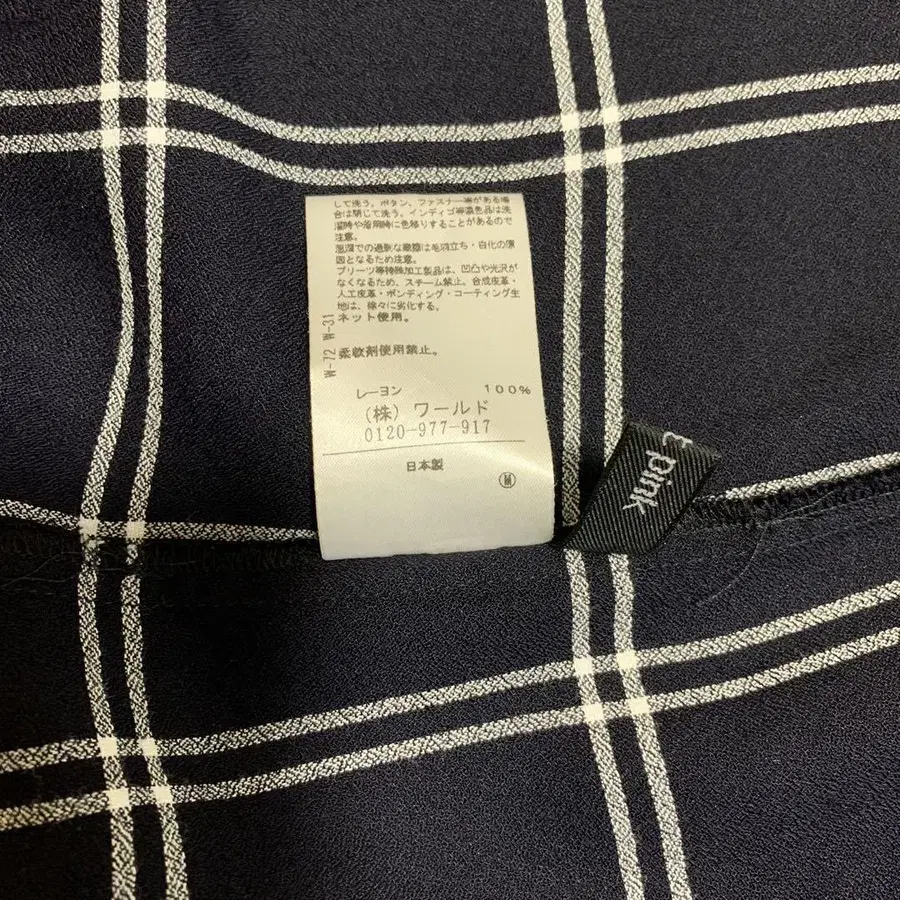 して洗う。ボタン、ファスナー等がある場
合は閉じて洗う。インディゴ等濃色品は洗
濯時や着用時に色移りすることがあるので
注意。
湿潤での過剰な摩擦は毛羽立ち・白化の原
因となるため注意。
プリーツ等特殊加工製品は、凹凸や光沢が
なくなるため、スチーム禁止。合成皮革・
人工皮革・ボンディング・コーティング生
地は、徐々に劣化する。
ネット使用。
柔軟剤使用禁止。
W-72 W-31
レーヨン 100%
(株) ワールド
0120-977-917
日本製
W
E pink